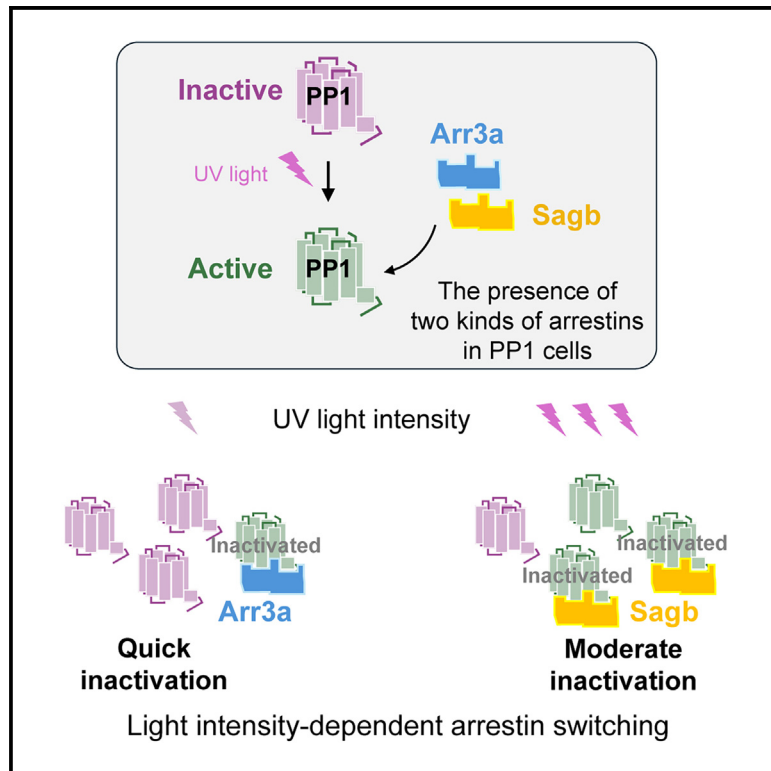 Inactive
PP1
UV light
Arr3a
Sagb
Active
PP1
The presence of
two kinds of arrestins
in PP1 cells
UV light intensity
Inactivated
Arr3a
Quick
inactivation
Inactivated
Inactivated
Sagb
Moderate
inactivation
Light intensity-dependent arrestin switching